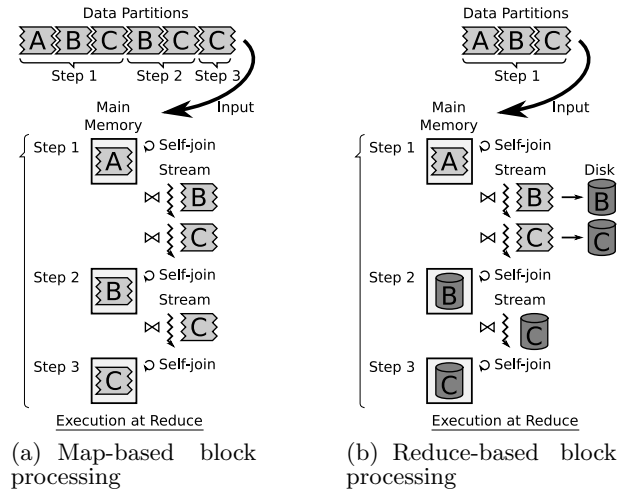 Data Partitions
A B C B C C
Step 1 Step 2 Step 3
Input
Main
Memory
Step 1
A
Self-join
Stream
B
C
Step 2
B
Self-join
Stream
C
Step 3
C
Self-join
Execution at Reduce
(a) Map-based block
processing
Data Partitions
A B C
Step 1
Input
Main
Memory
Step 1
A
Self-join
Stream Disk
B B
C C
Step 2
B
Self-join
Stream
C
Step 3
C
Self-join
Execution at Reduce
(b) Reduce-based block
processing